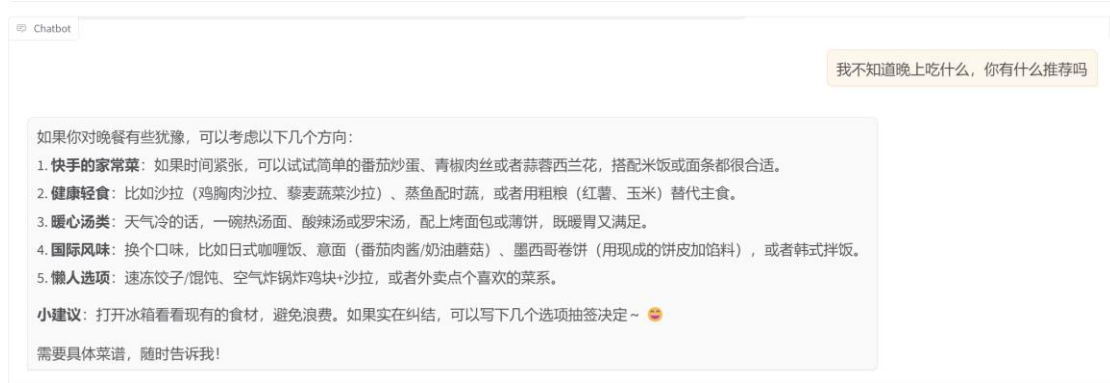 Chatbot
我不知道晚上吃什么，你有什么推荐吗
如果你对晚餐有些犹豫，可以考虑以下几个方向：
1. 快手的家常菜：如果时间紧张，可以试试简单的番茄炒蛋、青椒肉丝或者蒜蓉西兰花，搭配米饭或面条都很合适。
2. 健康轻食：比如沙拉（鸡胸肉沙拉、藜麦蔬菜沙拉）、蒸鱼配时蔬，或者用粗粮（红薯、玉米）替代主食。
3. 暖心汤类：天气冷的话，一碗热汤面、酸辣汤或罗宋汤，配上烤面包或薄饼，既暖胃又满足。
4. 国际风味：换个口味，比如日式咖喱饭、意面（番茄肉酱/奶油蘑菇）、墨西哥卷饼（用现成的饼皮加馅料），或者韩式拌饭。
5. 懒人选项：速冻饺子/馄饨、空气炸锅炸鸡块+沙拉，或者外卖点个喜欢的菜系。
小建议：打开冰箱看看现有的食材，避免浪费。如果实在纠结，可以写下几个选项抽签决定～ 😄
需要具体菜谱，随时告诉我！